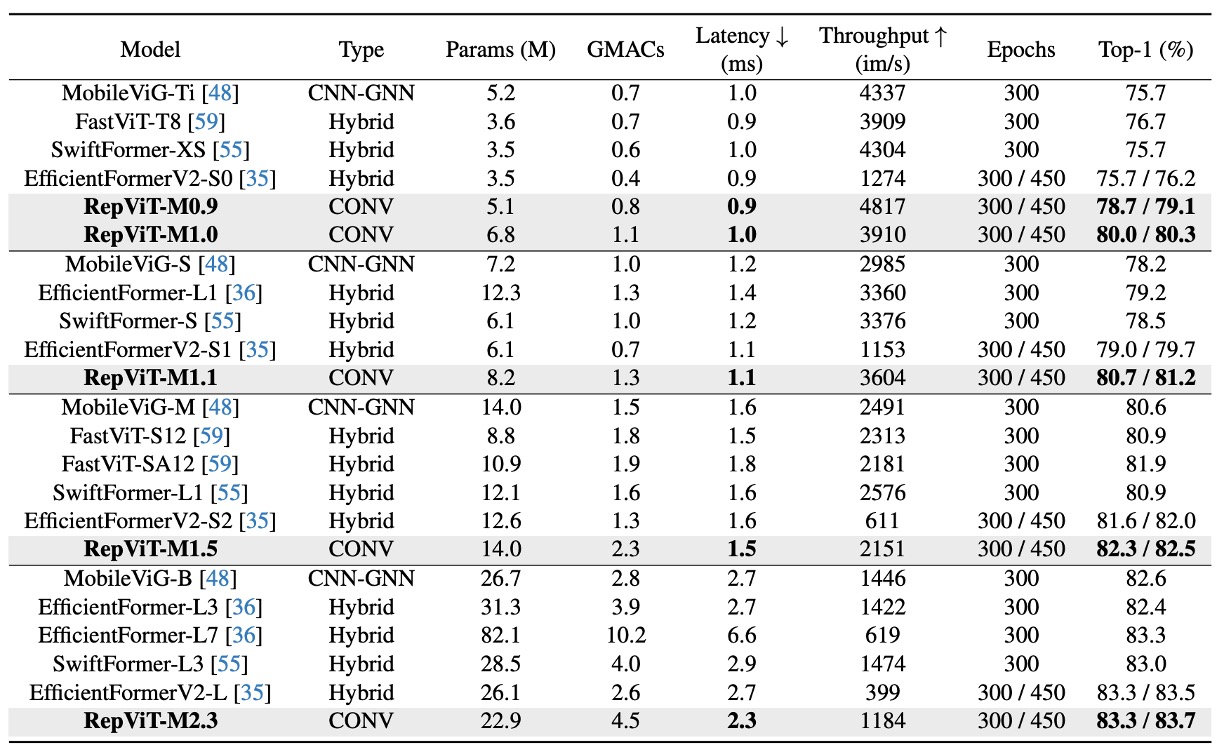 Model Type Params (M) GMACs Latency ↓ (ms) Throughput ↑ (im/s) Epochs Top-1 (%)
MobileViG-Ti [48] CNN-GNN 5.2 0.7 1.0 4337 300 75.7
FastViT-T8 [59] Hybrid 3.6 0.7 0.9 3909 300 76.7
SwiftFormer-XS [55] Hybrid 3.5 0.6 1.0 4304 300 75.7
EfficientFormerV2-S0 [35] Hybrid 3.5 0.4 0.9 1274 300 / 450 75.7 / 76.2
RepViT-M0.9 CONV 5.1 0.8 0.9 4817 300 / 450 78.7 / 79.1
RepViT-M1.0 CONV 6.8 1.1 1.0 3910 300 / 450 80.0 / 80.3
MobileViG-S [48] CNN-GNN 7.2 1.0 1.2 2985 300 78.2
EfficientFormer-L1 [36] Hybrid 12.3 1.3 1.4 3360 300 79.2
SwiftFormer-S [55] Hybrid 6.1 1.0 1.2 3376 300 78.5
EfficientFormerV2-S1 [35] Hybrid 6.1 0.7 1.1 1153 300 / 450 79.0 / 79.7
RepViT-M1.1 CONV 8.2 1.3 1.1 3604 300 / 450 80.7 / 81.2
MobileViG-M [48] CNN-GNN 14.0 1.5 1.6 2491 300 80.6
FastViT-S12 [59] Hybrid 8.8 1.8 1.5 2313 300 80.9
FastViT-SA12 [59] Hybrid 10.9 1.9 1.8 2181 300 81.9
SwiftFormer-L1 [55] Hybrid 12.1 1.6 1.6 2576 300 80.9
EfficientFormerV2-S2 [35] Hybrid 12.6 1.3 1.6 611 300 / 450 81.6 / 82.0
RepViT-M1.5 CONV 14.0 2.3 1.5 2151 300 / 450 82.3 / 82.5
MobileViG-B [48] CNN-GNN 26.7 2.8 2.7 1446 300 82.6
EfficientFormer-L3 [36] Hybrid 31.3 3.9 2.7 1422 300 82.4
EfficientFormer-L7 [36] Hybrid 82.1 10.2 6.6 619 300 83.3
SwiftFormer-L3 [55] Hybrid 28.5 4.0 2.9 1474 300 83.0
EfficientFormerV2-L [35] Hybrid 26.1 2.6 2.7 399 300 / 450 83.3 / 83.5
RepViT-M2.3 CONV 22.9 4.5 2.3 1184 300 / 450 83.3 / 83.7